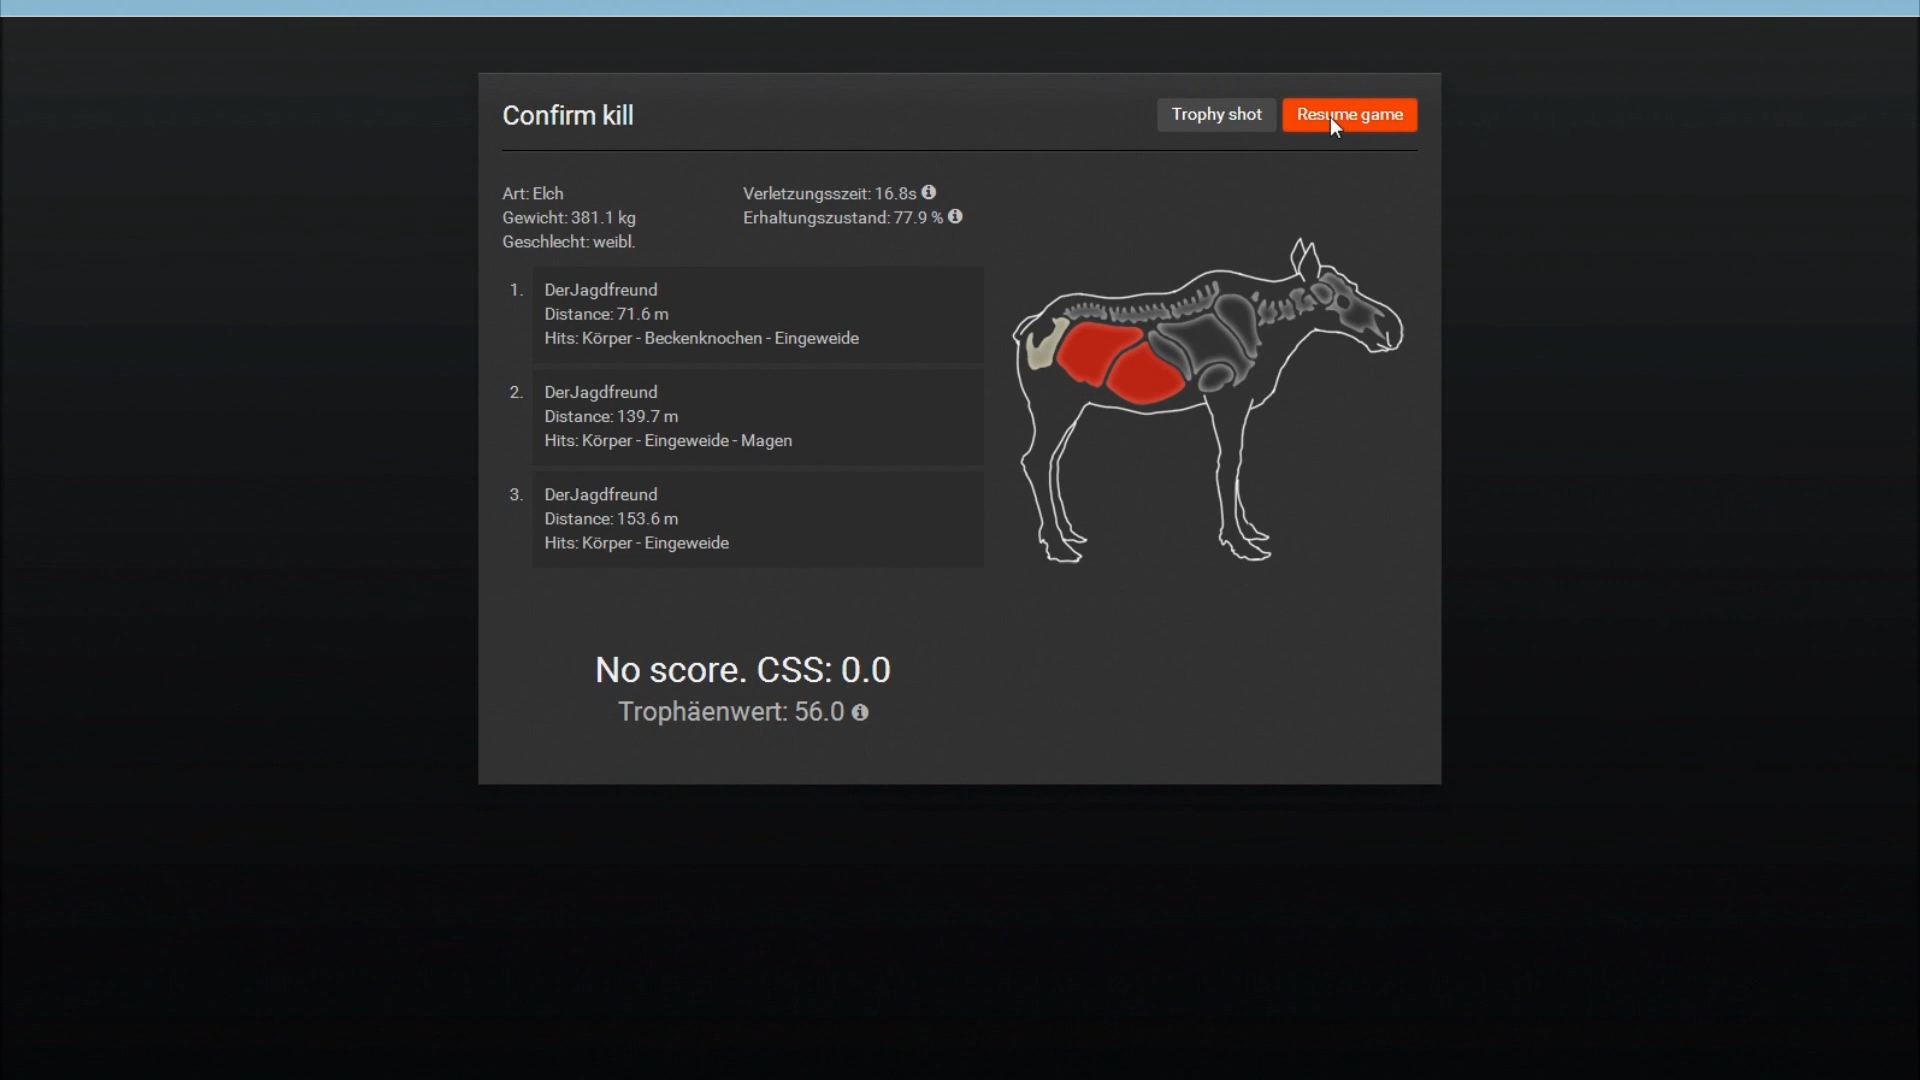 Confirm kill
Trophy shot
Resume game
Art: Elch
Gewicht: 381.1 kg
Geschlecht: weibl.
Verletzungsszeit: 16.8s
Erhaltungszustand: 77.9 %
1.
DerJagdfreund
Distance: 71.6 m
Hits: Körper - Beckenknochen - Eingeweide
2.
DerJagdfreund
Distance: 139.7 m
Hits: Körper - Eingeweide - Magen
3.
DerJagdfreund
Distance: 153.6 m
Hits: Körper - Eingeweide
No score. CSS: 0.0
Trophäenwert: 56.0